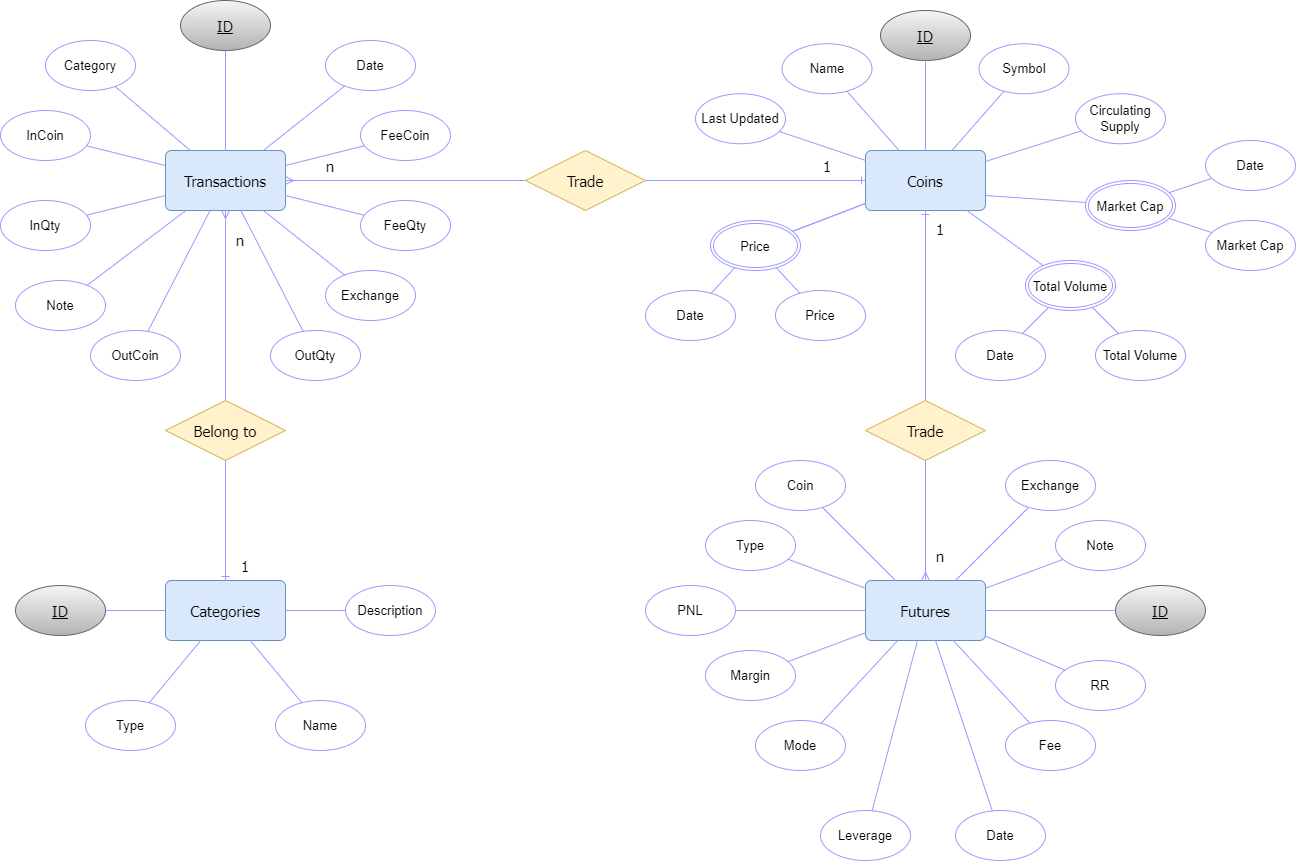 ID
ID
Category
Date
Name
Symbol
InCoin
FeeCoin
Last Updated
Circulating
Supply
Transactions
n
Trade
1
Coins
Date
Market Cap
Market Cap
InQty
FeeQty
n
1
Price
Note
Exchange
Date
Price
Total Volume
OutCoin
OutQty
Date
Total Volume
Belong to
Trade
Coin
Exchange
Type
Note
n
1
ID
Categories
Description
PNL
Futures
ID
Margin
RR
Type
Name
Mode
Fee
Leverage
Date